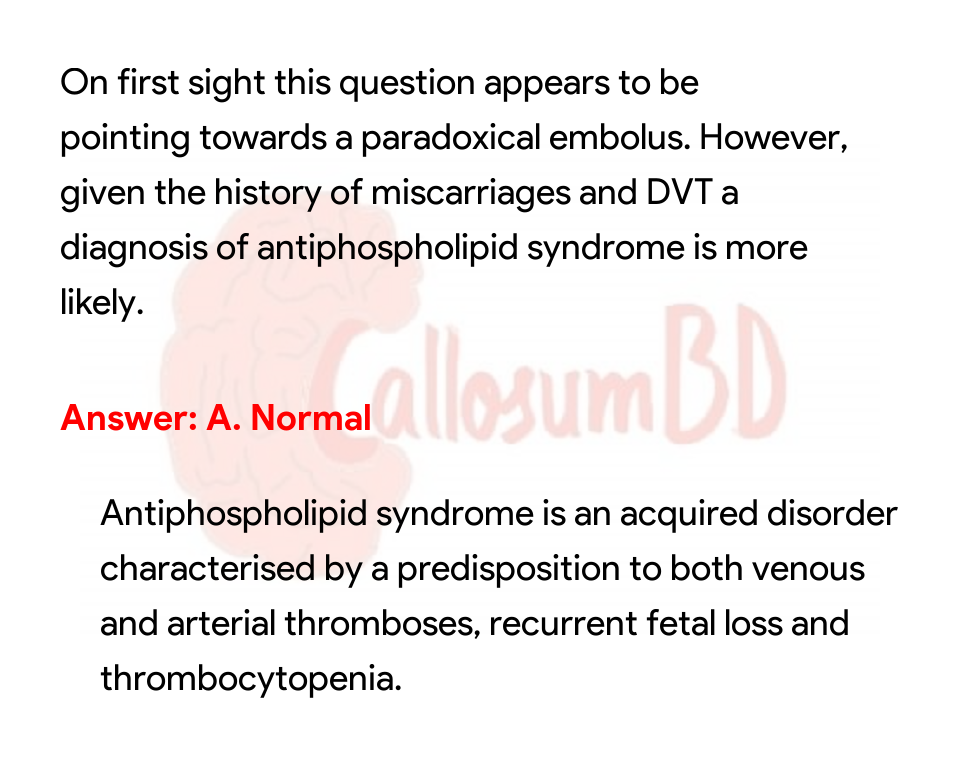 On first sight this question appears to be
pointing towards a paradoxical embolus. However,
given the history of miscarriages and DVT a
diagnosis of antiphospholipid syndrome is more
likely.
CallosumBD
Answer: A. Normal
Antiphospholipid syndrome is an acquired disorder
characterised by a predisposition to both venous
and arterial thromboses, recurrent fetal loss and
thrombocytopenia.